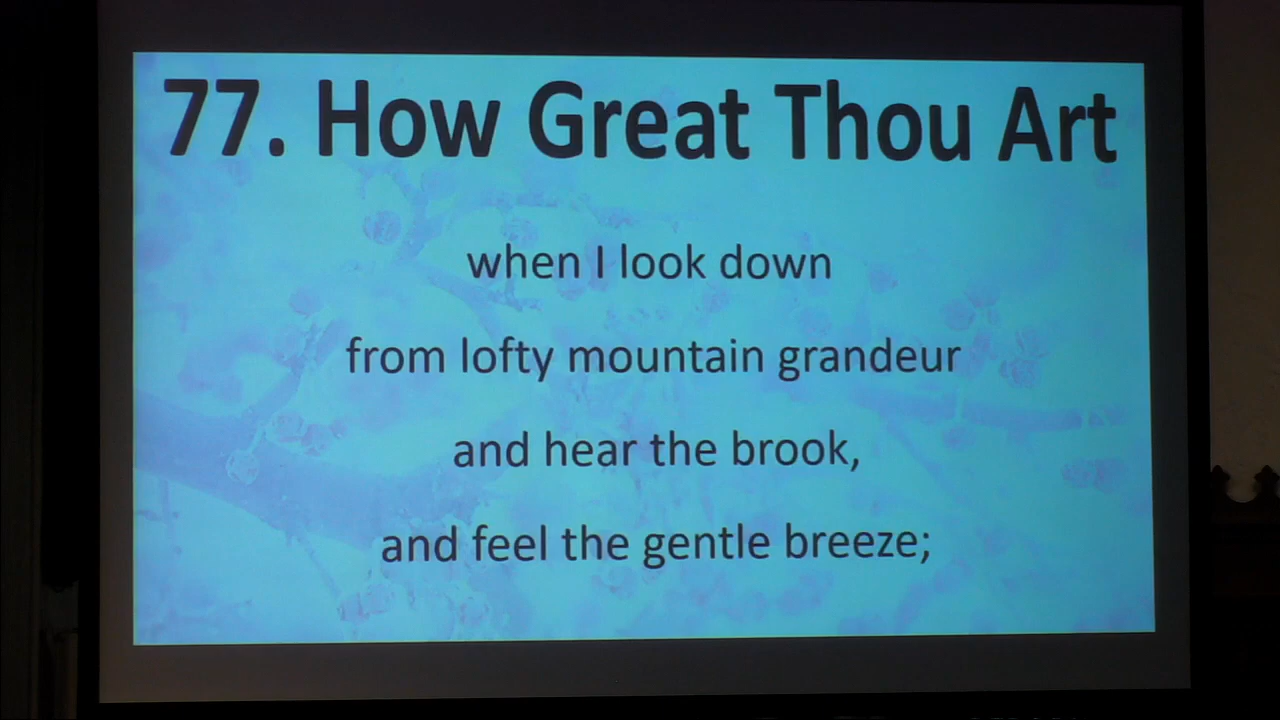 77. How Great Thou Art
when I look down
from lofty mountain grandeur
and hear the brook,
and feel the gentle breeze;